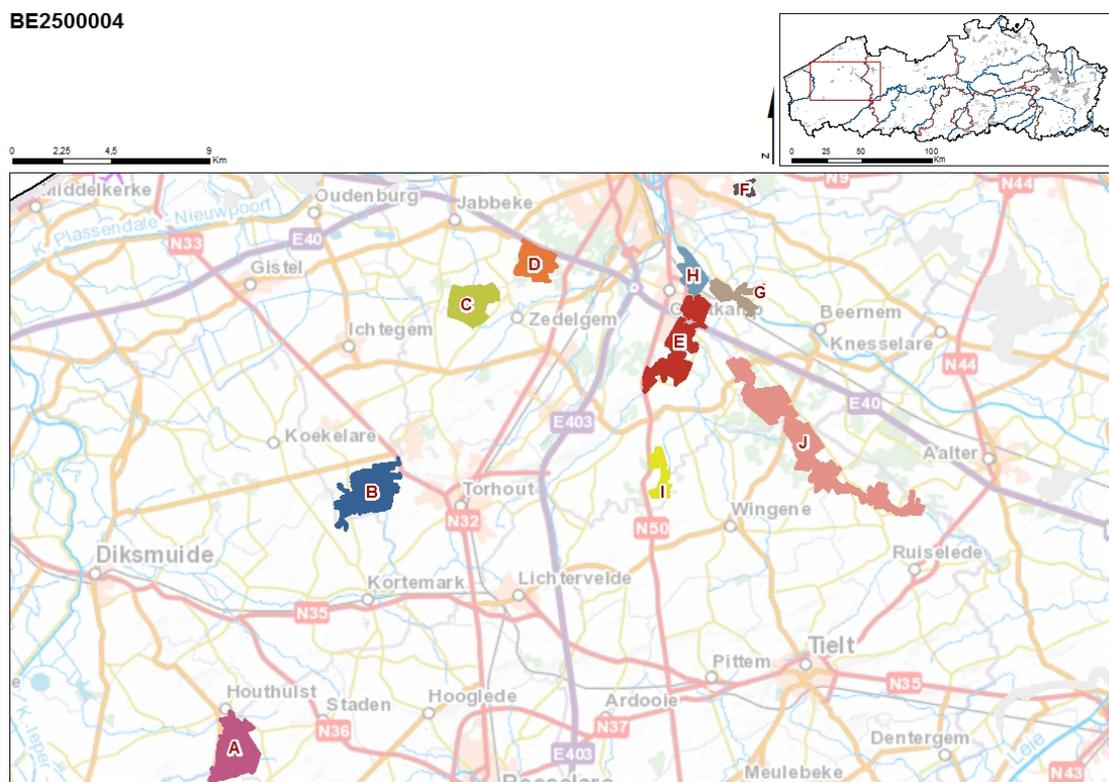 BE2500004
0 2,25 4,5 9
Km
N
0 50 100
Km
Middelkerke
Oudenburg
Jabbeke
F
N9
N44
K. Plassendale - Nieuwpoort
N33
E40
Gistel
D
H
G
C
Zedelgem
Beernem
Ichtegem
E
Knesselare
N44
E40
E403
Koekelare
J
Aalter
B
Torhout
I
Wingene
N32
N50
Diksmuide
Ruiselede
Kortemark
Lichtervelde
N35
Tielt
Pittem
N35
Houthulst
Staden
Hooglede
Ardooie
N36
N37
A
E403
Dentergem
Leie
Meulebeke
N43